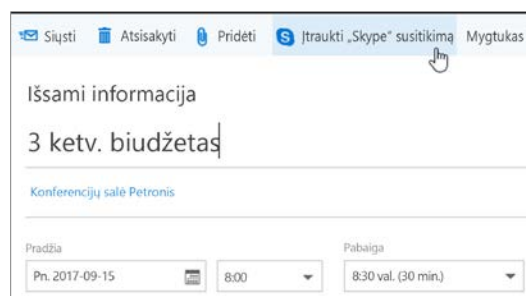 Siųsti Atsisakyti Pridėti Įtraukti „Skype“ susitikimą Mygtukas
Išsami informacija
3 ketv. biudžetas
Konferencijų salė Petronis
Pradžia Pabaiga
Pn. 2017-09-15 8:00 8:30 val. (30 min.)